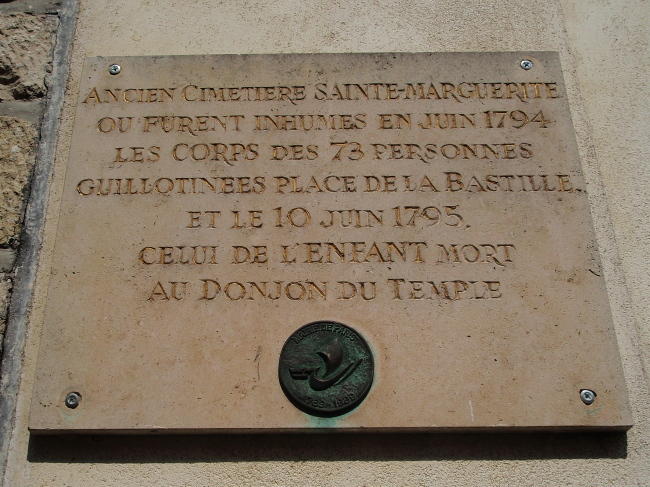 ANCIEN CIMETIERE SAINTE-MARGUERITE
OU FURENT INHUMES EN JUIN 1794
LES CORPS DES 73 PERSONNES
GUILLOTINEES PLACE DE LA BASTILLE,
ET LE 10 JUIN 1795,
CELUI DE L'ENFANT MORT
AU DONJON DU TEMPLE